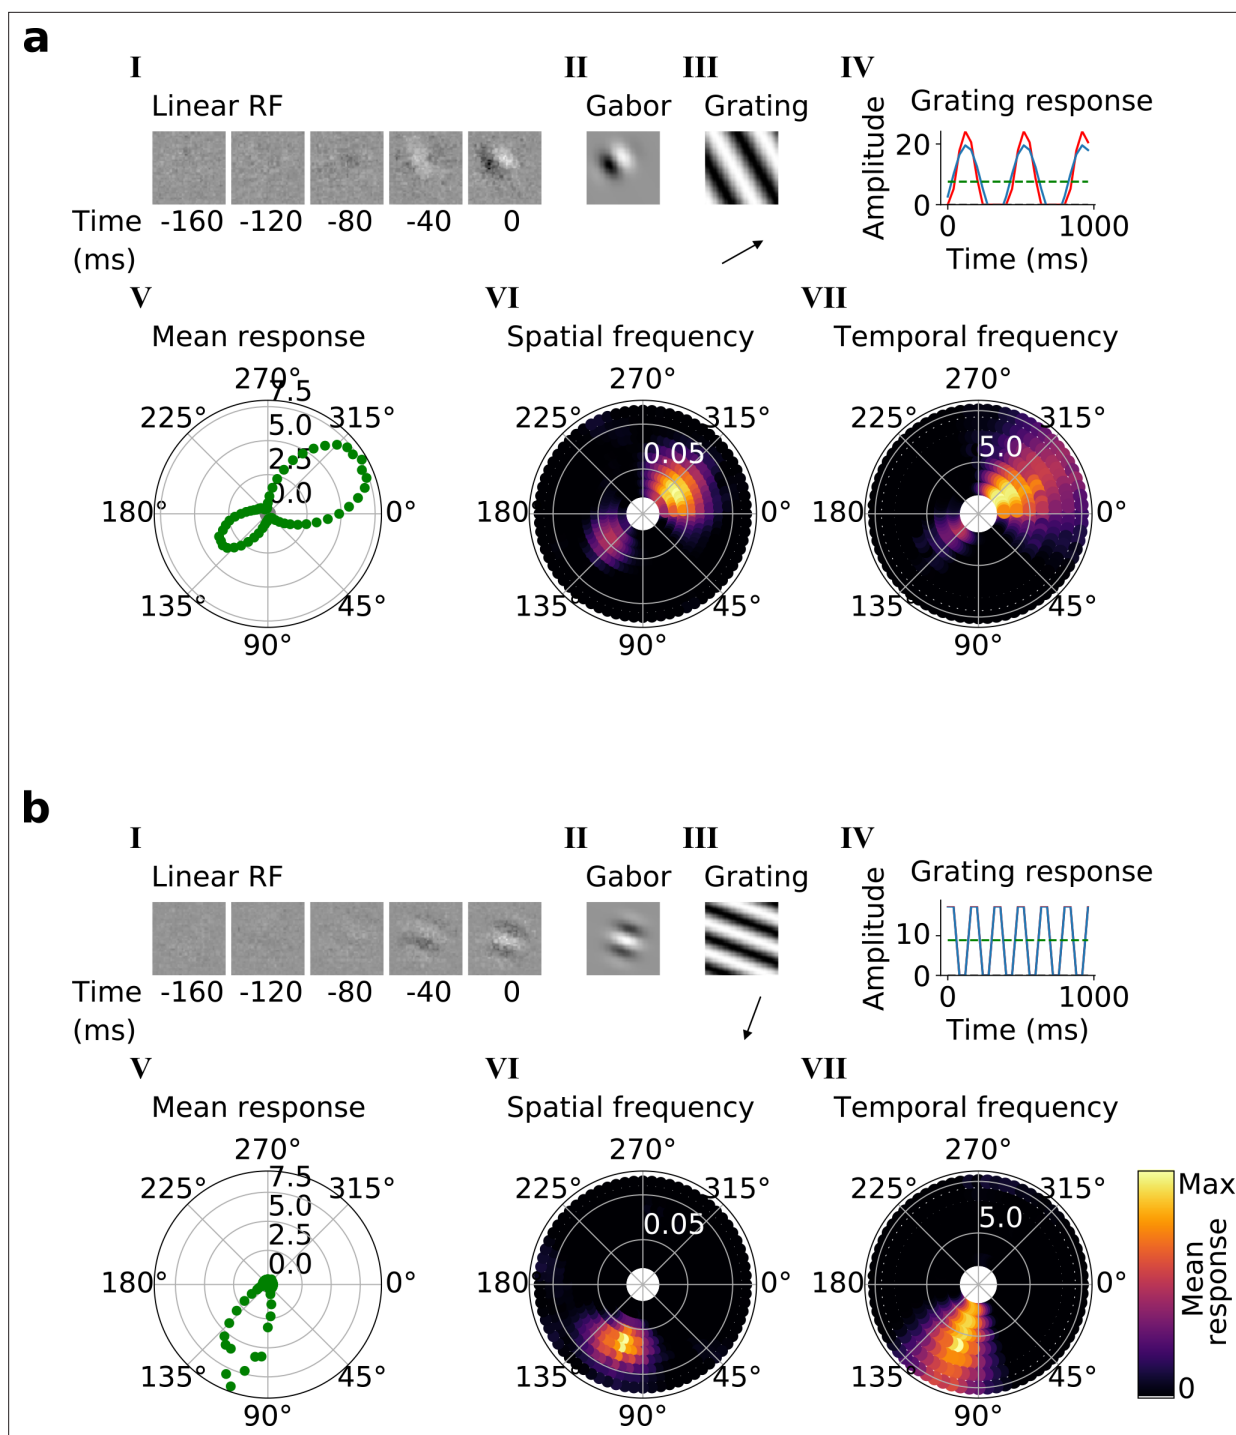 a
I II III IV
Linear RF Gabor Grating Grating response
Amplitude
20
0
Time -160 -120 -80 -40 0
(ms)
0 1000
Time (ms)
V VI VII
Mean response Spatial frequency Temporal frequency
270° 270° 270°
225° 7.5 315° 225° 315° 225° 315°
5.0
2.5 0.05 5.0
0.0
180° 0° 180° 0° 180° 0°
135° 45° 135° 45° 135° 45°
90° 90° 90°
b
I II III IV
Linear RF Gabor Grating Grating response
Amplitude
10
0
Time -160 -120 -80 -40 0
(ms)
0 1000
Time (ms)
V VI VII
Mean response Spatial frequency Temporal frequency
270° 270° 270°
225° 7.5 315° 225° 315° 225° 315°
5.0 0.05 5.0
2.5
0.0
180° 0° 180° 0° 180° 0°
135° 45° 135° 45° 135° 45°
90° 90° 90°
Max
Mean
response
0